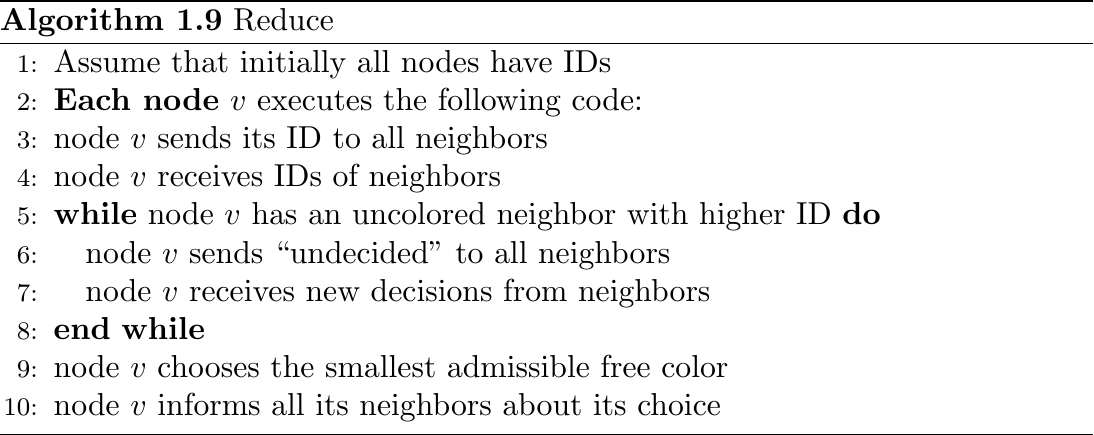 Algorithm 1.9 Reduce
1: Assume that initially all nodes have IDs
2: Each node v executes the following code:
3: node v sends its ID to all neighbors
4: node v receives IDs of neighbors
5: while node v has an uncolored neighbor with higher ID do
6: node v sends “undecided” to all neighbors
7: node v receives new decisions from neighbors
8: end while
9: node v chooses the smallest admissible free color
10: node v informs all its neighbors about its choice